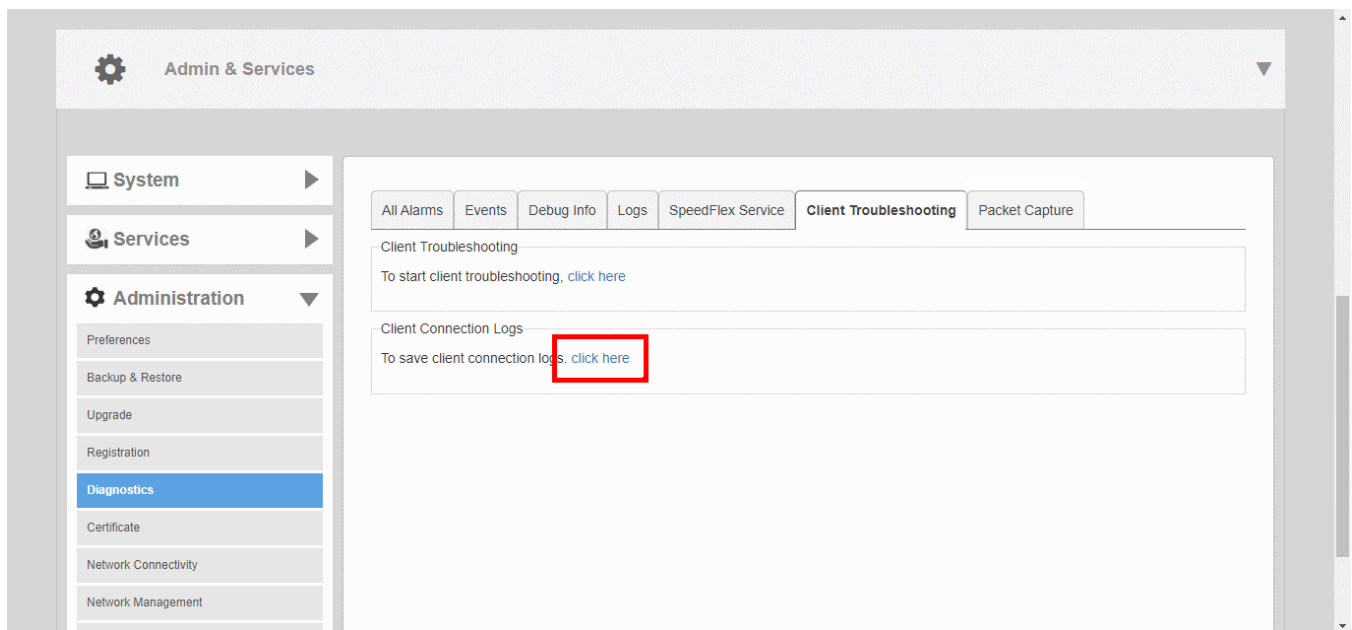 Admin & Services
System
Services
Administration
Preferences
Backup & Restore
Upgrade
Registration
Diagnostics
Certificate
Network Connectivity
Network Management
All Alarms Events Debug Info Logs SpeedFlex Service Client Troubleshooting Packet Capture
Client Troubleshooting
To start client troubleshooting, click here
Client Connection Logs
To save client connection logs. click here